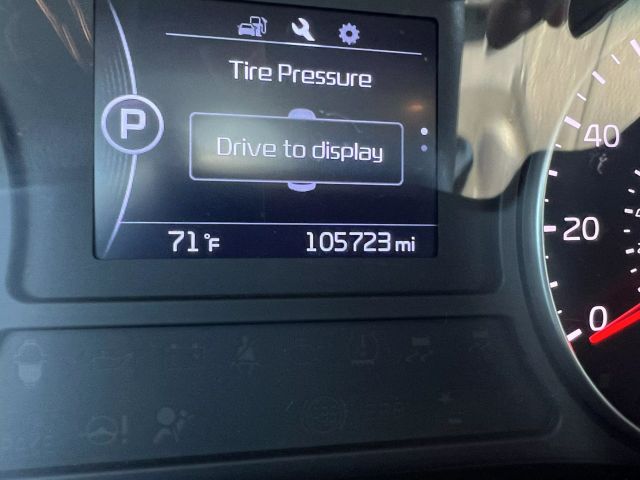 Tire Pressure
P
Drive to display
71°F 105723 mi
40
20
0